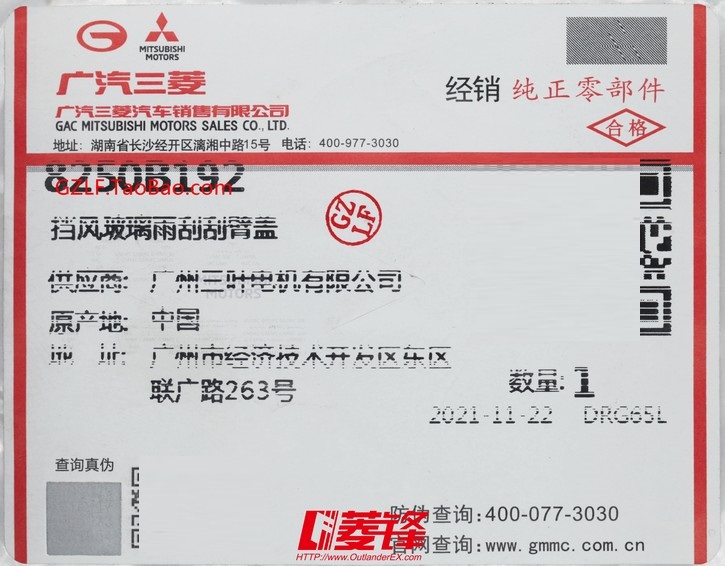 MITSUBISHI
MOTORS
广汽三菱
经销 纯正零部件
广汽三菱汽车销售有限公司
GAC MITSUBISHI MOTORS SALES CO., LTD.
合格
地址：湖南省长沙经开区漓湘中路15号 电话：400-977-3030
8250B192
GZLF.TaoBao.com
挡风玻璃雨刮刮臂盖
GZ
LF
供应商: 广州三叶电机有限公司
MOTORS
原产地: 中国
地 址: 广州市经济技术开发区东区
联广路263号
数量: 1
2021-11-22 DRG65L
查询真伪
菱锋
防伪查询:400-077-3030
官网查询:www.gmmc.com.cn
HTTP://www.OutlanderEX.com